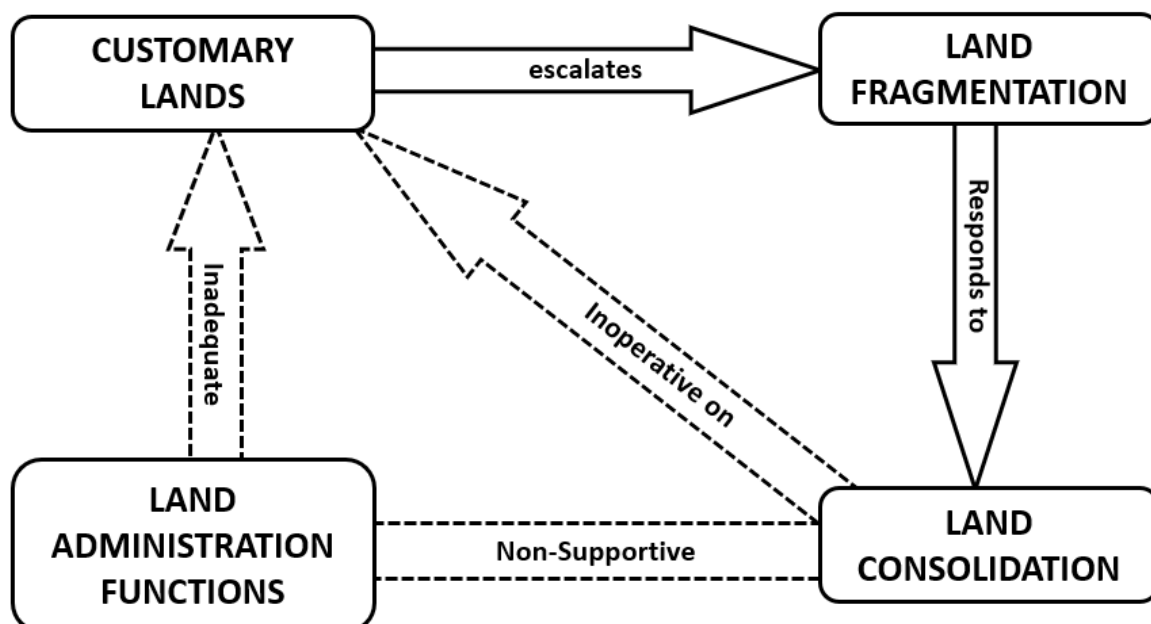 CUSTOMARY
LANDS
escalates
LAND
FRAGMENTATION
Responds to
Inadequate
Inoperative on
LAND
ADMINISTRATION
FUNCTIONS
Non-Supportive
LAND
CONSOLIDATION